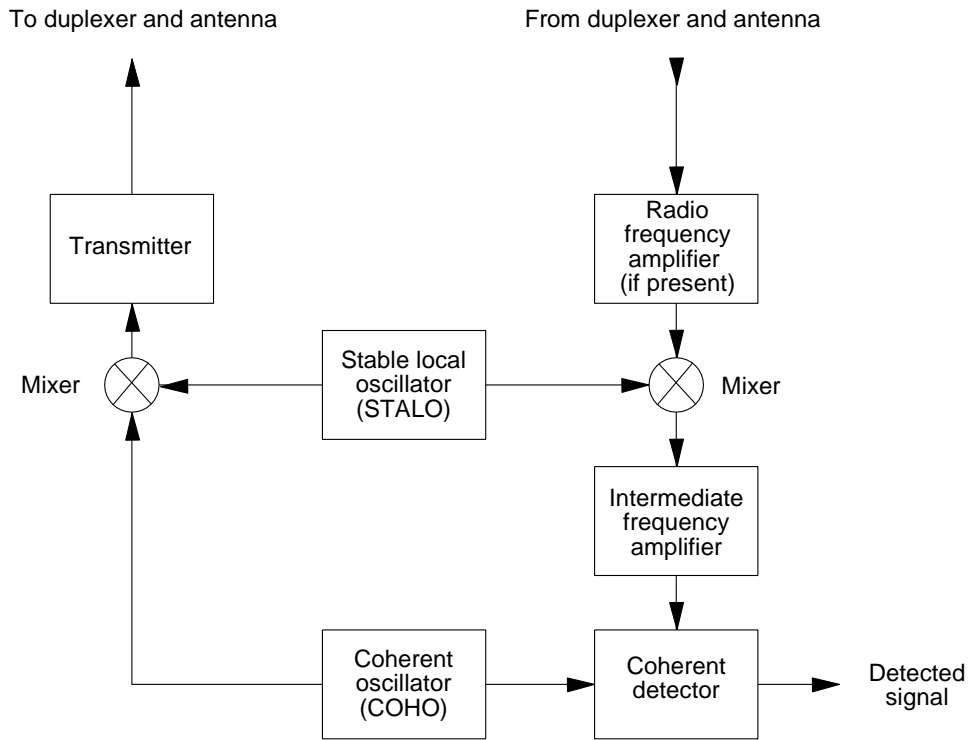 To duplexer and antenna
From duplexer and antenna
Transmitter
Radio
frequency
amplifier
(if present)
Mixer
Stable local
oscillator
(STALO)
Mixer
Intermediate
frequency
amplifier
Coherent
oscillator
(COHO)
Coherent
detector
Detected
signal